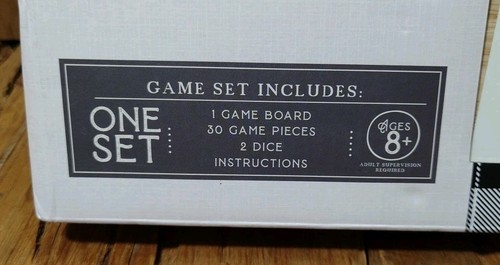 GAME SET INCLUDES:
ONE
SET
1 GAME BOARD
30 GAME PIECES
2 DICE
INSTRUCTIONS
AGES
8+
ADULT SUPERVISION
REQUIRED